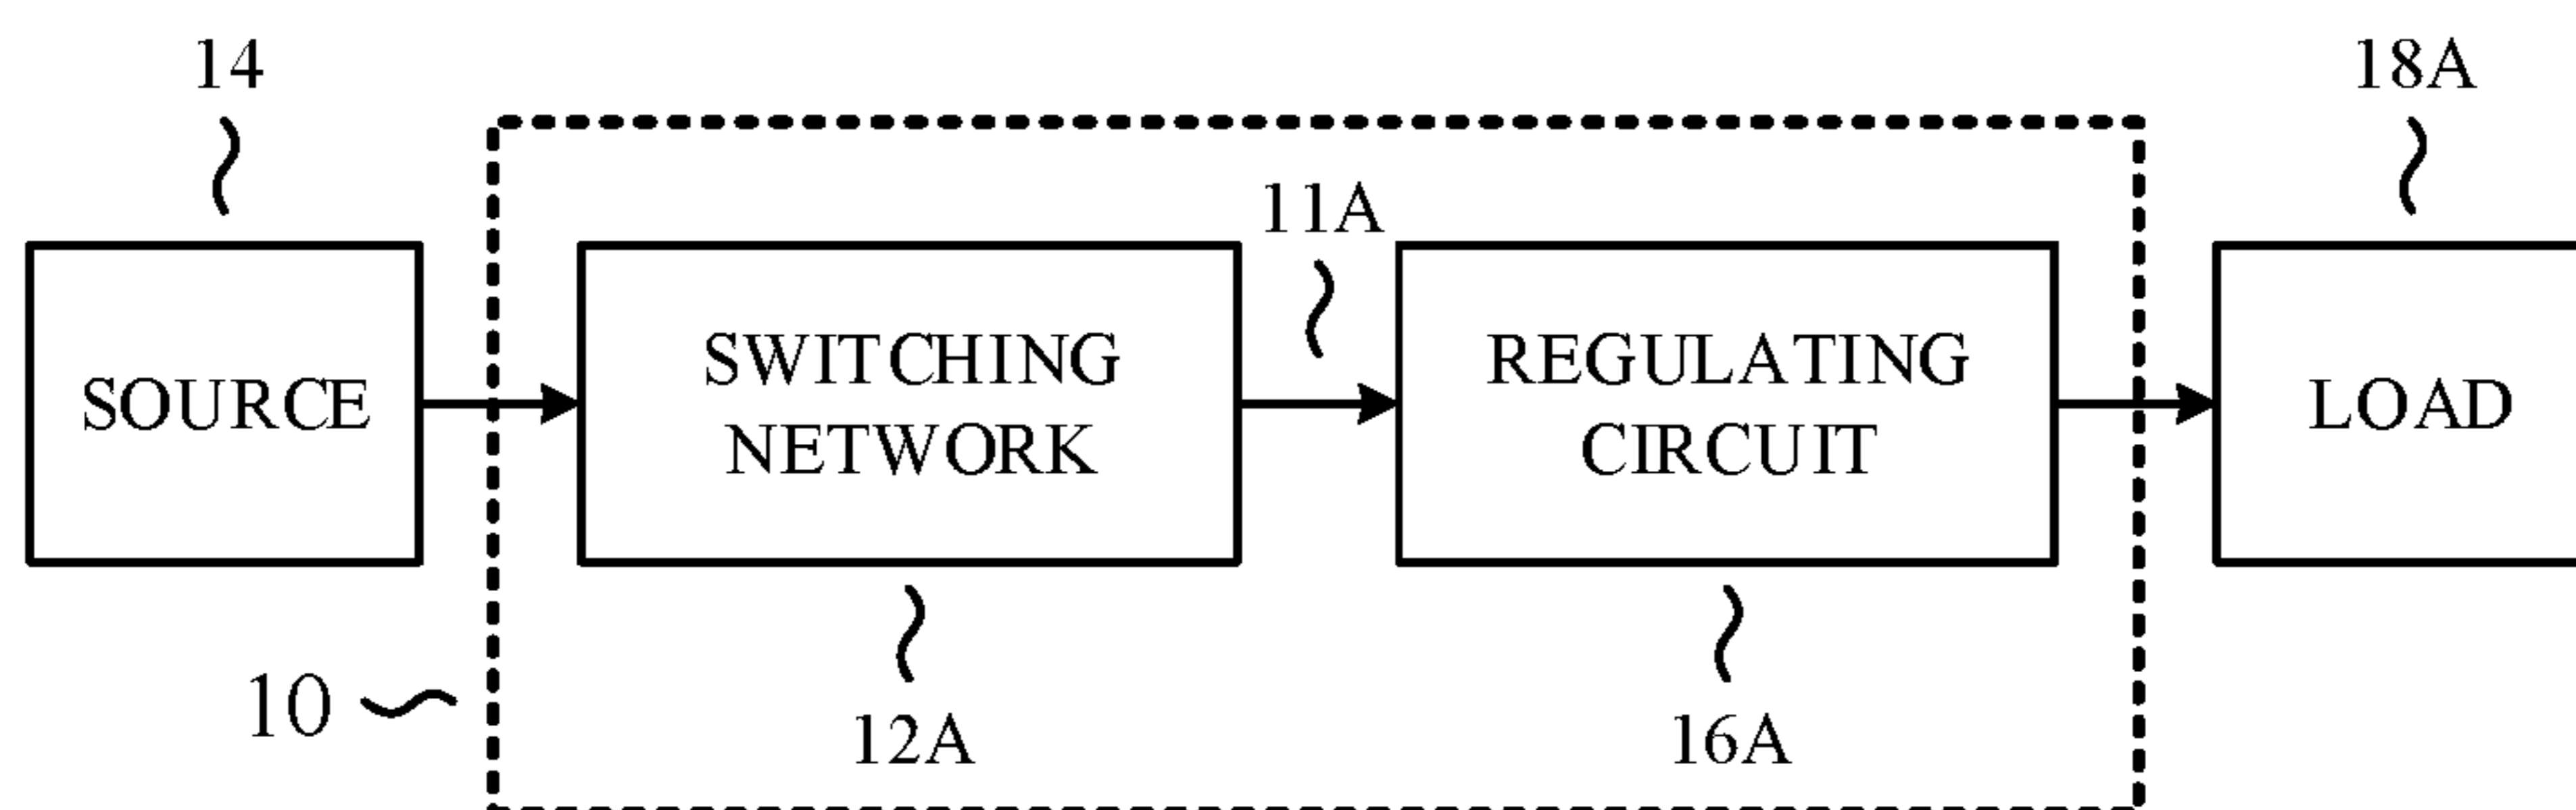 14
18A
11A
SOURCE
SWITCHING
NETWORK
REGULATING
CIRCUIT
LOAD
10
12A
16A